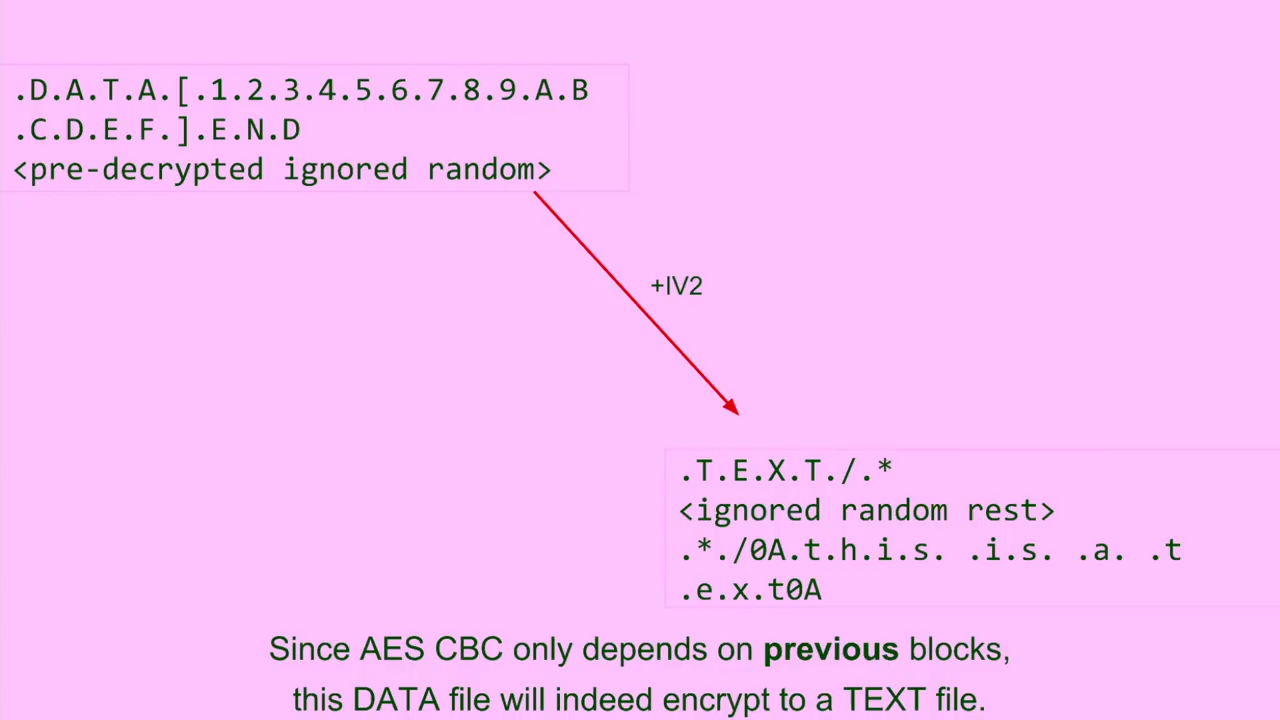 .D.A.T.A.[.1.2.3.4.5.6.7.8.9.A.B
.C.D.E.F.].E.N.D
<pre-decrypted ignored random>
+IV2
.T.E.X.T./.*
<ignored random rest>
.*./0A.t.h.i.s. .i.s. .a. .t
.e.x.t0A
Since AES CBC only depends on previous blocks,
this DATA file will indeed encrypt to a TEXT file.